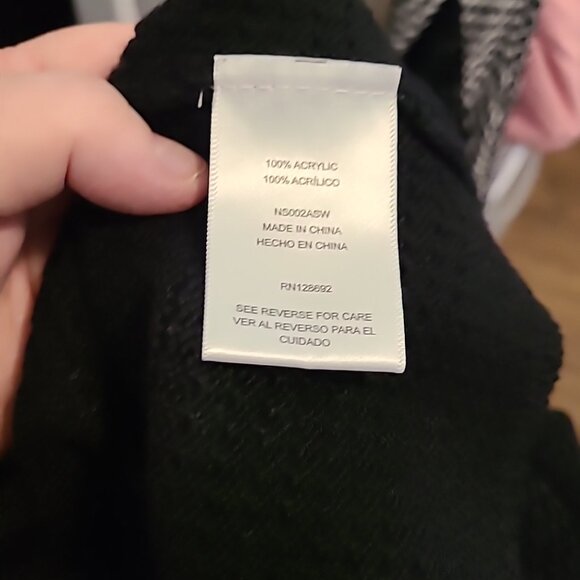 100% ACRYLIC
100% ACRÍLICO
NS002ASW
MADE IN CHINA
HECHO EN CHINA
RN128692
SEE REVERSE FOR CARE
VER AL REVERSO PARA EL
CUIDADO